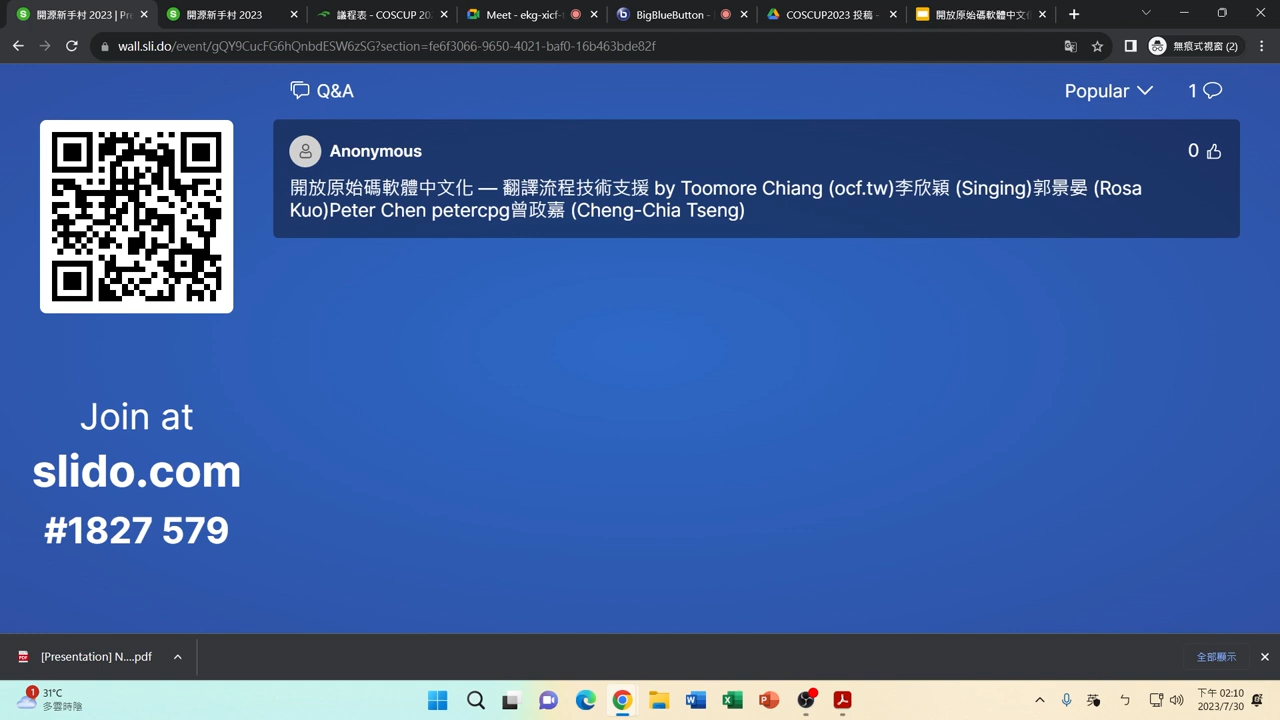 開源新手村 2023 | Pre
開源新手村 2023
議程表 - COSCUP 202
Meet - ekg-xicf-
BigBlueButton -
COSCUP2023 投稿 -
開放原始碼軟體中文化
wall.sli.do/event/gQY9CucFG6hQnbdESW6zSG?section=fe6f3066-9650-4021-baf0-16b463bde82f
無痕式視窗 (2)
Q&A
Popular
1
Anonymous
0
開放原始碼軟體中文化 — 翻譯流程技術支援 by Toomore Chiang (ocf.tw)李欣穎 (Singing)郭景晏 (Rosa
Kuo)Peter Chen petercpg曾政嘉 (Cheng-Chia Tseng)
Join at
slido.com
#1827 579
[Presentation] N....pdf
全部顯示
1
31°C
多雲時陰
英
ㄅ
下午 02:10
2023/7/30